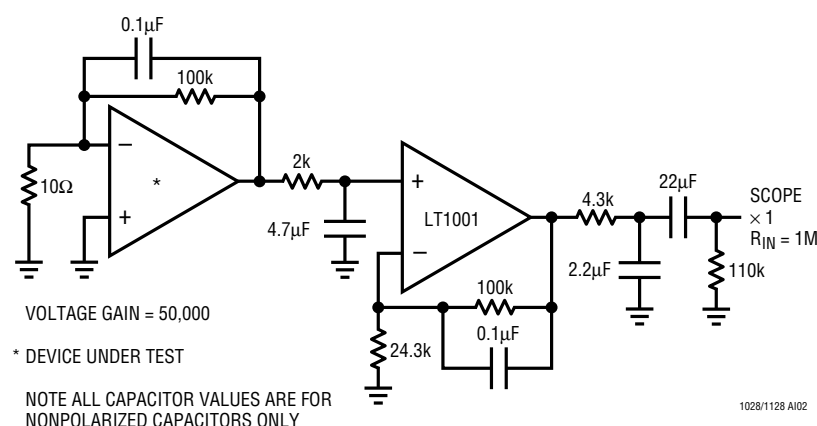 0.1µF
100k
–
*
10Ω
+
2k
4.7µF
+
LT1001
–
4.3k
22µF
SCOPE
× 1
R_IN = 1M
2.2µF
110k
100k
0.1µF
24.3k
VOLTAGE GAIN = 50,000
* DEVICE UNDER TEST
NOTE ALL CAPACITOR VALUES ARE FOR
NONPOLARIZED CAPACITORS ONLY
1028/1128 AI02